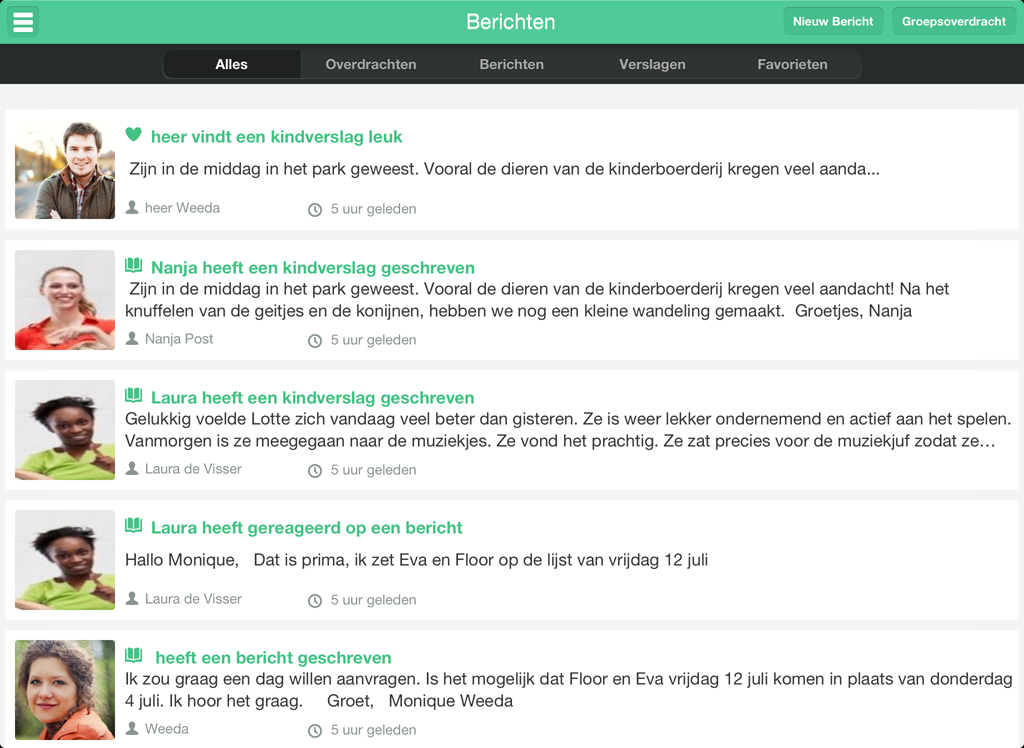 Berichten
Nieuw Bericht
Groepsoverdracht
Alles
Overdrachten
Berichten
Verslagen
Favorieten
heer vindt een kindverslag leuk
Zijn in de middag in het park geweest. Vooral de dieren van de kinderboerderij kregen veel aanda...
heer Weeda
5 uur geleden
Nanja heeft een kindverslag geschreven
Zijn in de middag in het park geweest. Vooral de dieren van de kinderboerderij kregen veel aandacht! Na het
knuffelen van de geitjes en de konijnen, hebben we nog een kleine wandeling gemaakt.  Groetjes, Nanja
Nanja Post
5 uur geleden
Laura heeft een kindverslag geschreven
Gelukkig voelde Lotte zich vandaag veel beter dan gisteren. Ze is weer lekker ondernemend en actief aan het spelen.
Vanmorgen is ze meegegaan naar de muziekjes. Ze vond het prachtig. Ze zat precies voor de muziekjuf zodat ze…
Laura de Visser
5 uur geleden
Laura heeft gereageerd op een bericht
Hallo Monique,   Dat is prima, ik zet Eva en Floor op de lijst van vrijdag 12 juli
Laura de Visser
5 uur geleden
heeft een bericht geschreven
Ik zou graag een dag willen aanvragen. Is het mogelijk dat Floor en Eva vrijdag 12 juli komen in plaats van donderdag
4 juli. Ik hoor het graag.     Groet,   Monique Weeda
Weeda
5 uur geleden